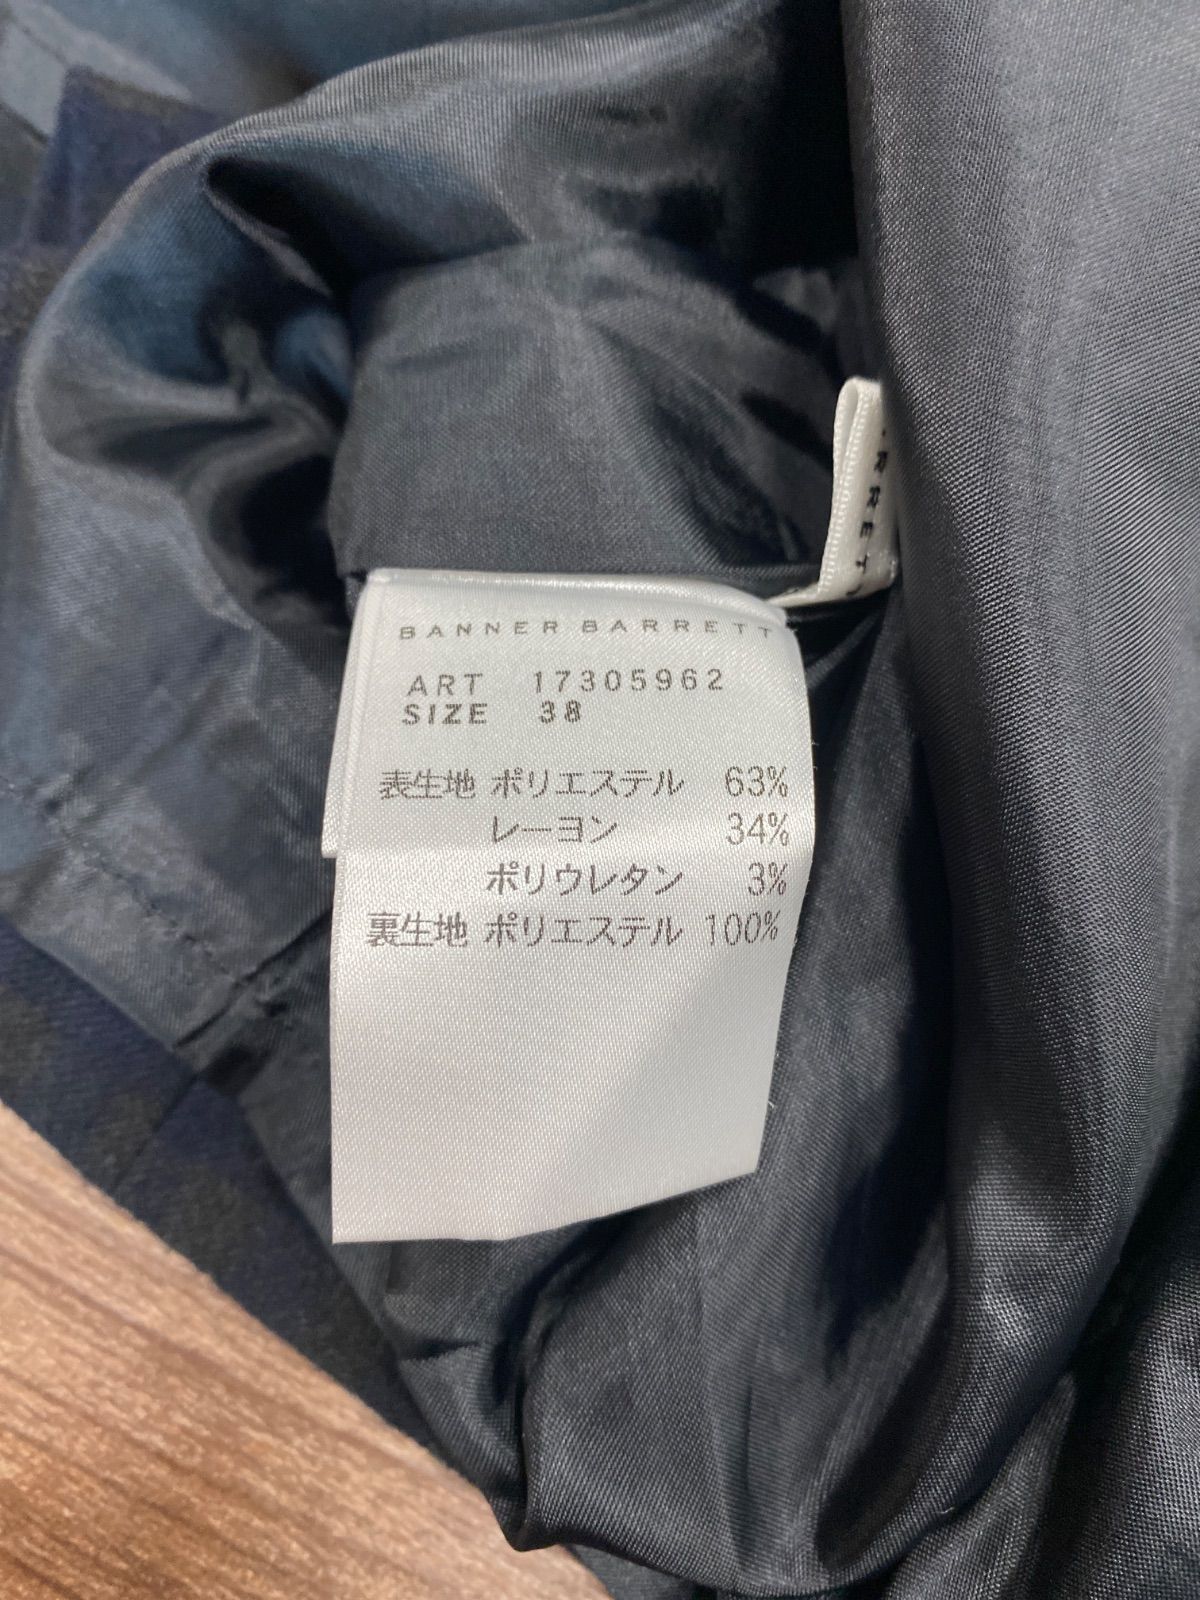 BANNER BARRETT
ART 17305962
SIZE 38
表生地 ポリエステル 63%
レーヨン 34%
ポリウレタン 3%
裏生地 ポリエステル 100%